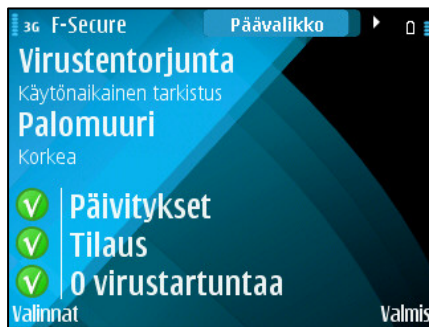 3G F-Secure Päävalikko
Virustentorjunta
Käytönaikainen tarkistus
Palomuuri
Korkea
Päivitykset
Tilaus
0 virustartuntaa
Valinnat Valmis